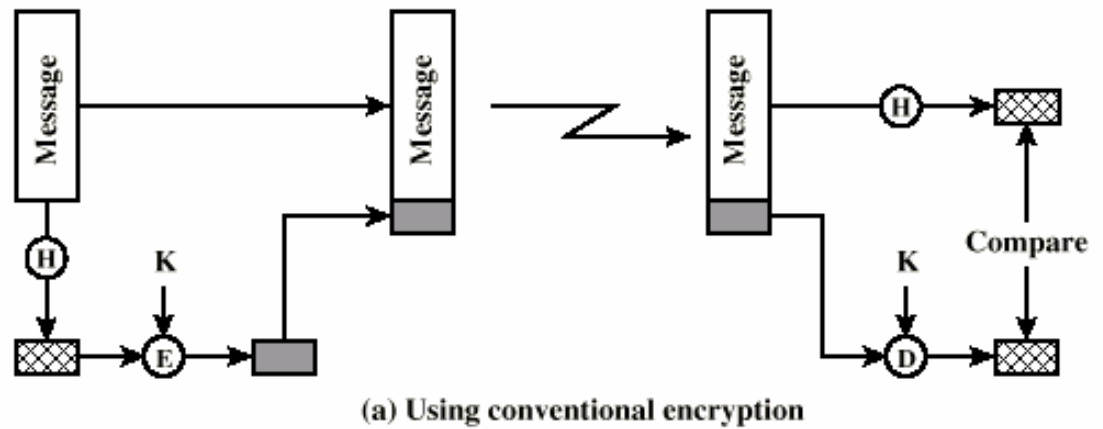 Message
Message
Message
H
H
K
K
Compare
E
D
(a) Using conventional encryption